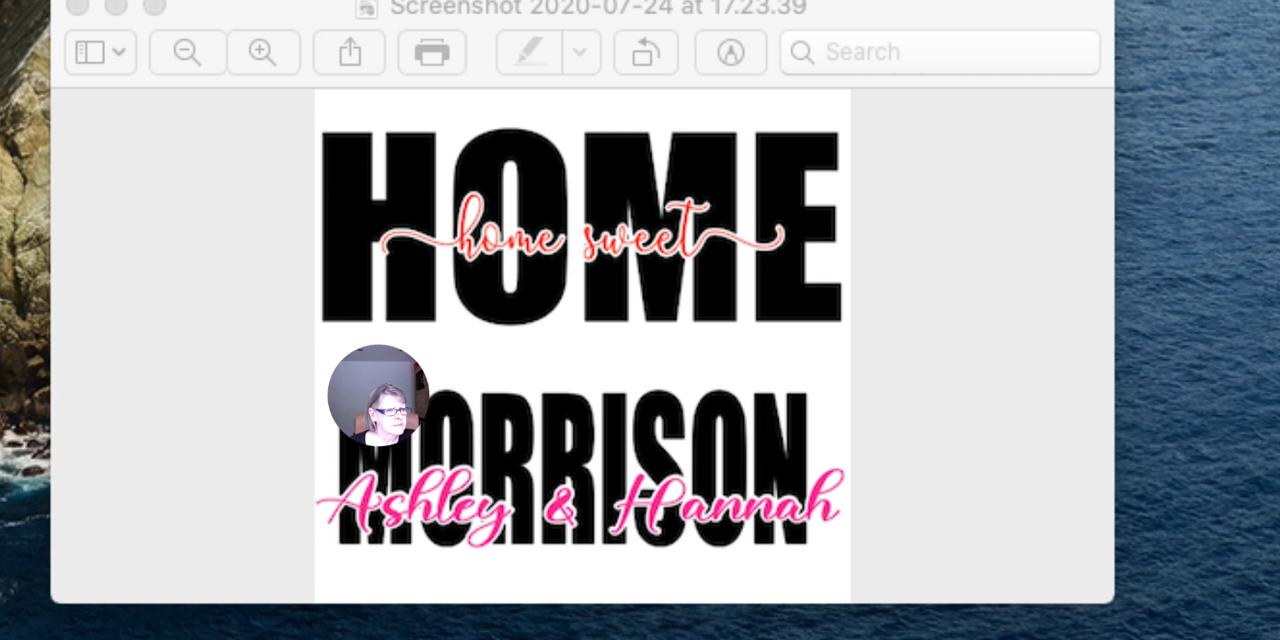 Screenshot 2020-07-24 at 17.23.39
Search
HOME
home sweet
MORRISON
Ashley & Hannah